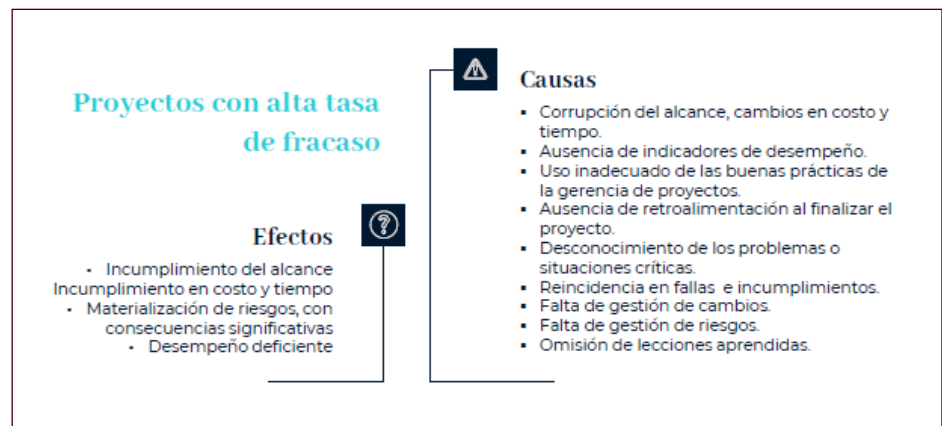 Proyectos con alta tasa
de fracaso
Efectos
• Incumplimiento del alcance
Incumplimiento en costo y tiempo
• Materialización de riesgos, con
consecuencias significativas
• Desempeño deficiente
Causas
▪ Corrupción del alcance, cambios en costo y
tiempo.
▪ Ausencia de indicadores de desempeño.
▪ Uso inadecuado de las buenas prácticas de
la gerencia de proyectos.
▪ Ausencia de retroalimentación al finalizar el
proyecto.
▪ Desconocimiento de los problemas o
situaciones críticas.
▪ Reincidencia en fallas e incumplimientos.
▪ Falta de gestión de cambios.
▪ Falta de gestión de riesgos.
▪ Omisión de lecciones aprendidas.